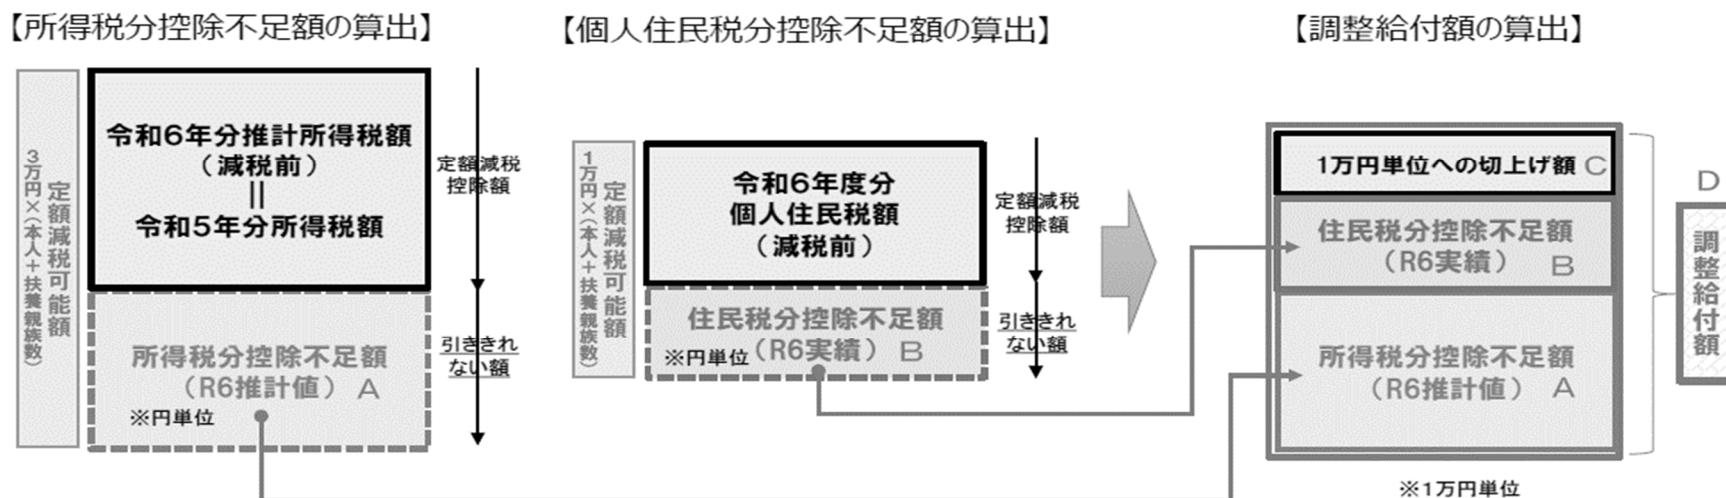 【所得税分控除不足額の算出】
定額減税可能額
3万円×(本人+扶養親族数)
令和6年分推計所得税額
(減税前)
||
令和5年分所得税額
定額減税
控除額
所得税分控除不足額
(R6推計値) A
※円単位
引ききれ
ない額
【個人住民税分控除不足額の算出】
定額減税可能額
1万円×(本人+扶養親族数)
令和6年度分
個人住民税額
(減税前)
定額減税
控除額
住民税分控除不足額
※円単位 (R6実績) B
引ききれ
ない額
【調整給付額の算出】
1万円単位への切上げ額 C
住民税分控除不足額
(R6実績) B
所得税分控除不足額
(R6推計値) A
※1万円単位
D
調整給付額